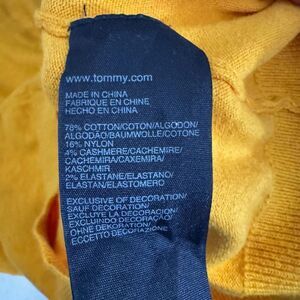 www.tommy.com
MADE IN CHINA
FABRIQUE EN CHINE
HECHO EN CHINA
78% COTTON/COTON/ALGODON/
ALGODÃO/BAUMWOLLE/COTONE
16% NYLON
4% CASHMERE/CACHEMIRE/
CACHEMIRA/CAXEMIRA/
KASCHMIR
2% ELASTANE/ELASTANO/
ELASTAN/ELASTOMERO
EXCLUSIVE OF DECORATION/
SAUF DECORATION/
EXCLUYE LA DECORACION/
EXCLUINDO DECORAÇÃO/
OHNE DEKORATION/
ECCETTO DECORAZIONE